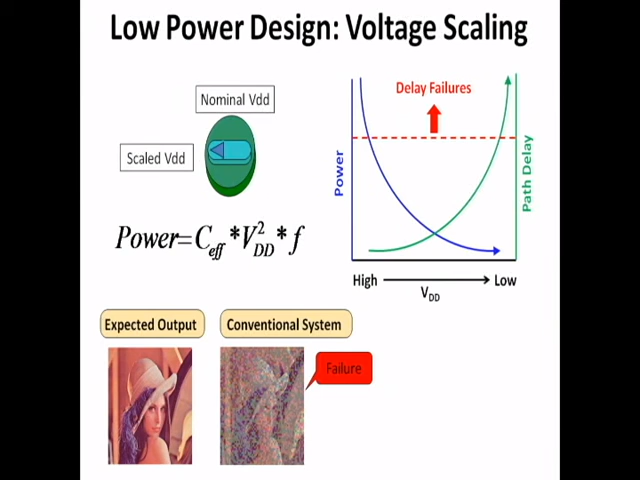 Low Power Design: Voltage Scaling
Nominal Vdd
Scaled Vdd
Power=C_eff *V_DD^2 * f
Delay Failures
Power
Path Delay
High
Low
V_DD
Expected Output
Conventional System
Failure